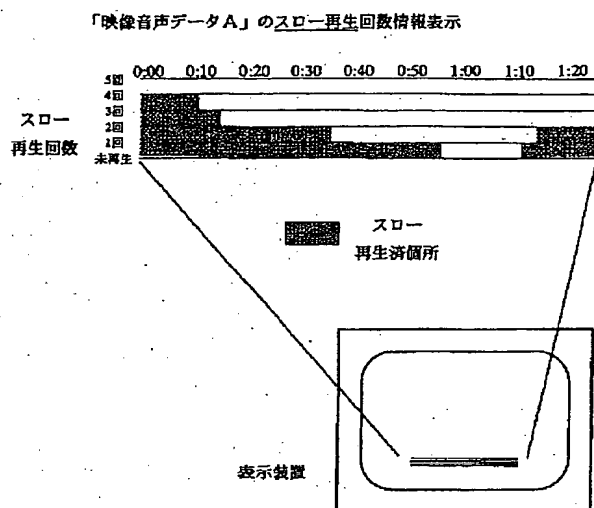 「映像音声データA」のスロー再生回数情報表示
0:00 0:10 0:20 0:30 0:40 0:50 1:00 1:10 1:20
5回
4回
3回
2回
1回
未再生
スロー
再生回数
スロー
再生済個所
表示装置